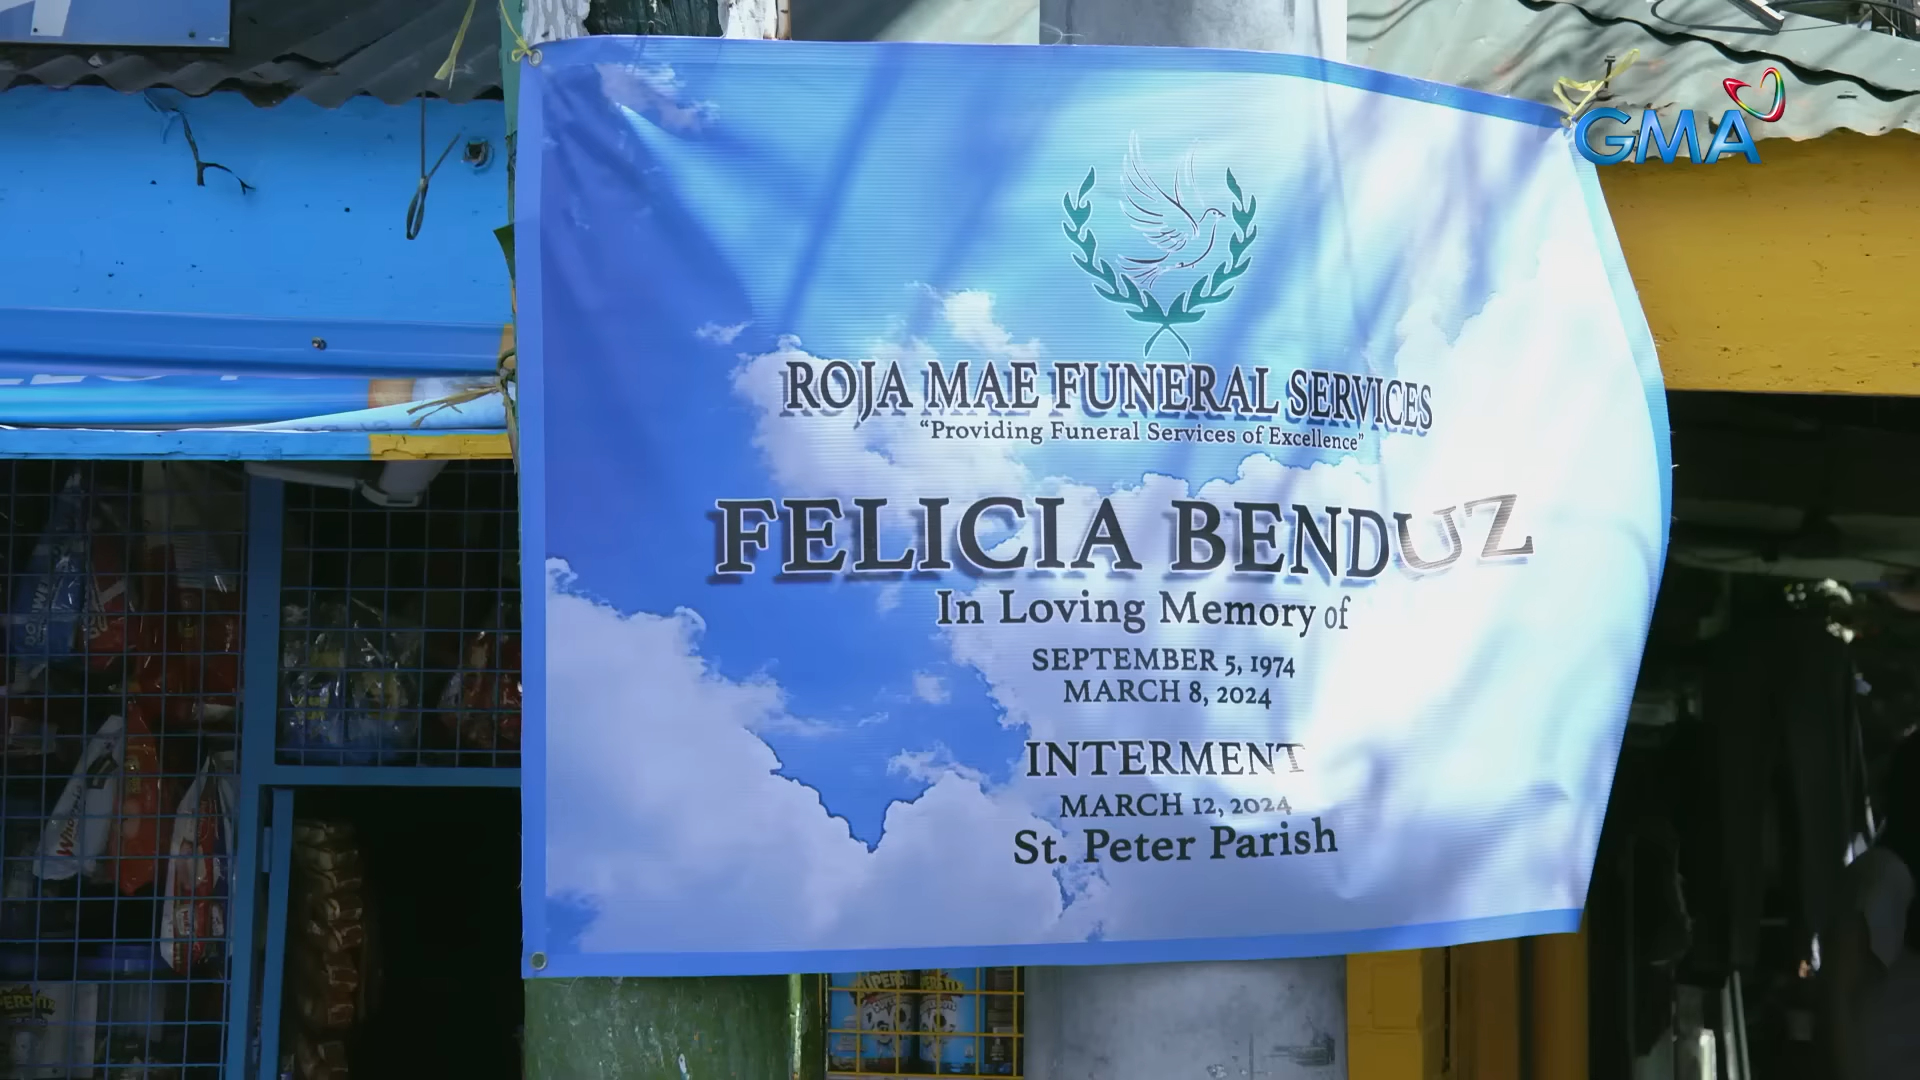 GMA
ROJA MAE FUNERAL SERVICES
“Providing Funeral Services of Excellence”
FELICIA BENDUZ
In Loving Memory of
SEPTEMBER 5, 1974
MARCH 8, 2024
INTERMENT
MARCH 12, 2024
St. Peter Parish